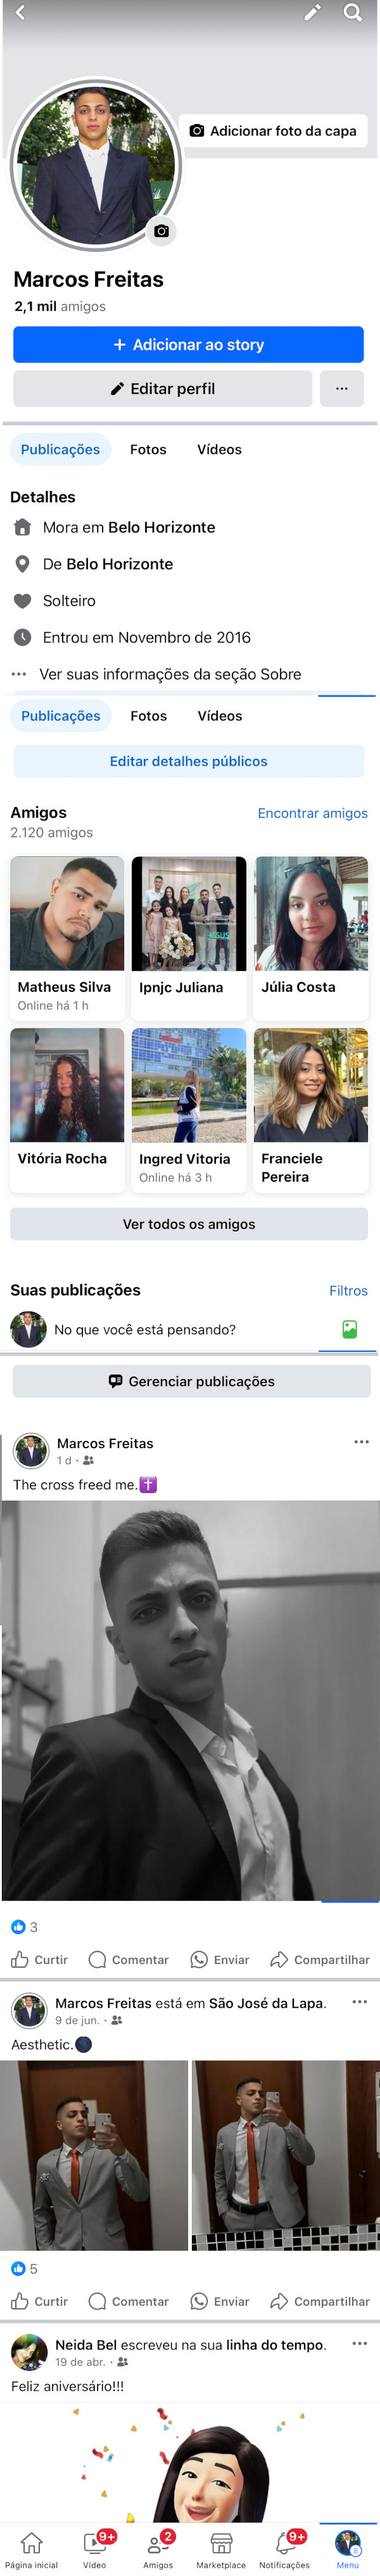 Adicionar foto da capa
Marcos Freitas
2,1 mil amigos
+ Adicionar ao story
Editar perfil
...
Publicações Fotos Vídeos
Detalhes
Mora em Belo Horizonte
De Belo Horizonte
Solteiro
Entrou em Novembro de 2016
... Ver suas informações da seção Sobre
Publicações Fotos Vídeos
Editar detalhes públicos
Amigos Encontrar amigos
2.120 amigos
Matheus Silva
Online há 1 h
Ipnjc Juliana
Júlia Costa
Vitória Rocha
Ingred Vitoria
Online há 3 h
Franciele
Pereira
Ver todos os amigos
Suas publicações Filtros
No que você está pensando?
Gerenciar publicações
Marcos Freitas
1 d ·
The cross freed me.✝️
3
Curtir Comentar Enviar Compartilhar
Marcos Freitas está em São José da Lapa.
9 de jun. ·
Aesthetic.🌑
5
Curtir Comentar Enviar Compartilhar
Neida Bel escreveu na sua linha do tempo.
19 de abr. ·
Feliz aniversário!!!
9+ 2 9+
Página inicial Vídeo Amigos Marketplace Notificações Menu